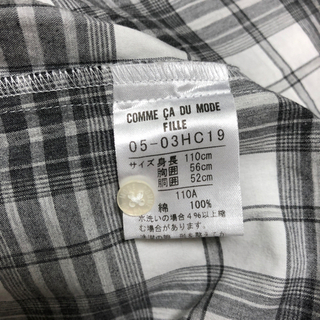 COMME ÇA DU MODE
FILLE
05-03HC19
サイズ 身長 110cm
胸囲 56cm
胴囲 52cm
110A
綿 100%
水洗いの場合4%以上縮
む場合があります。